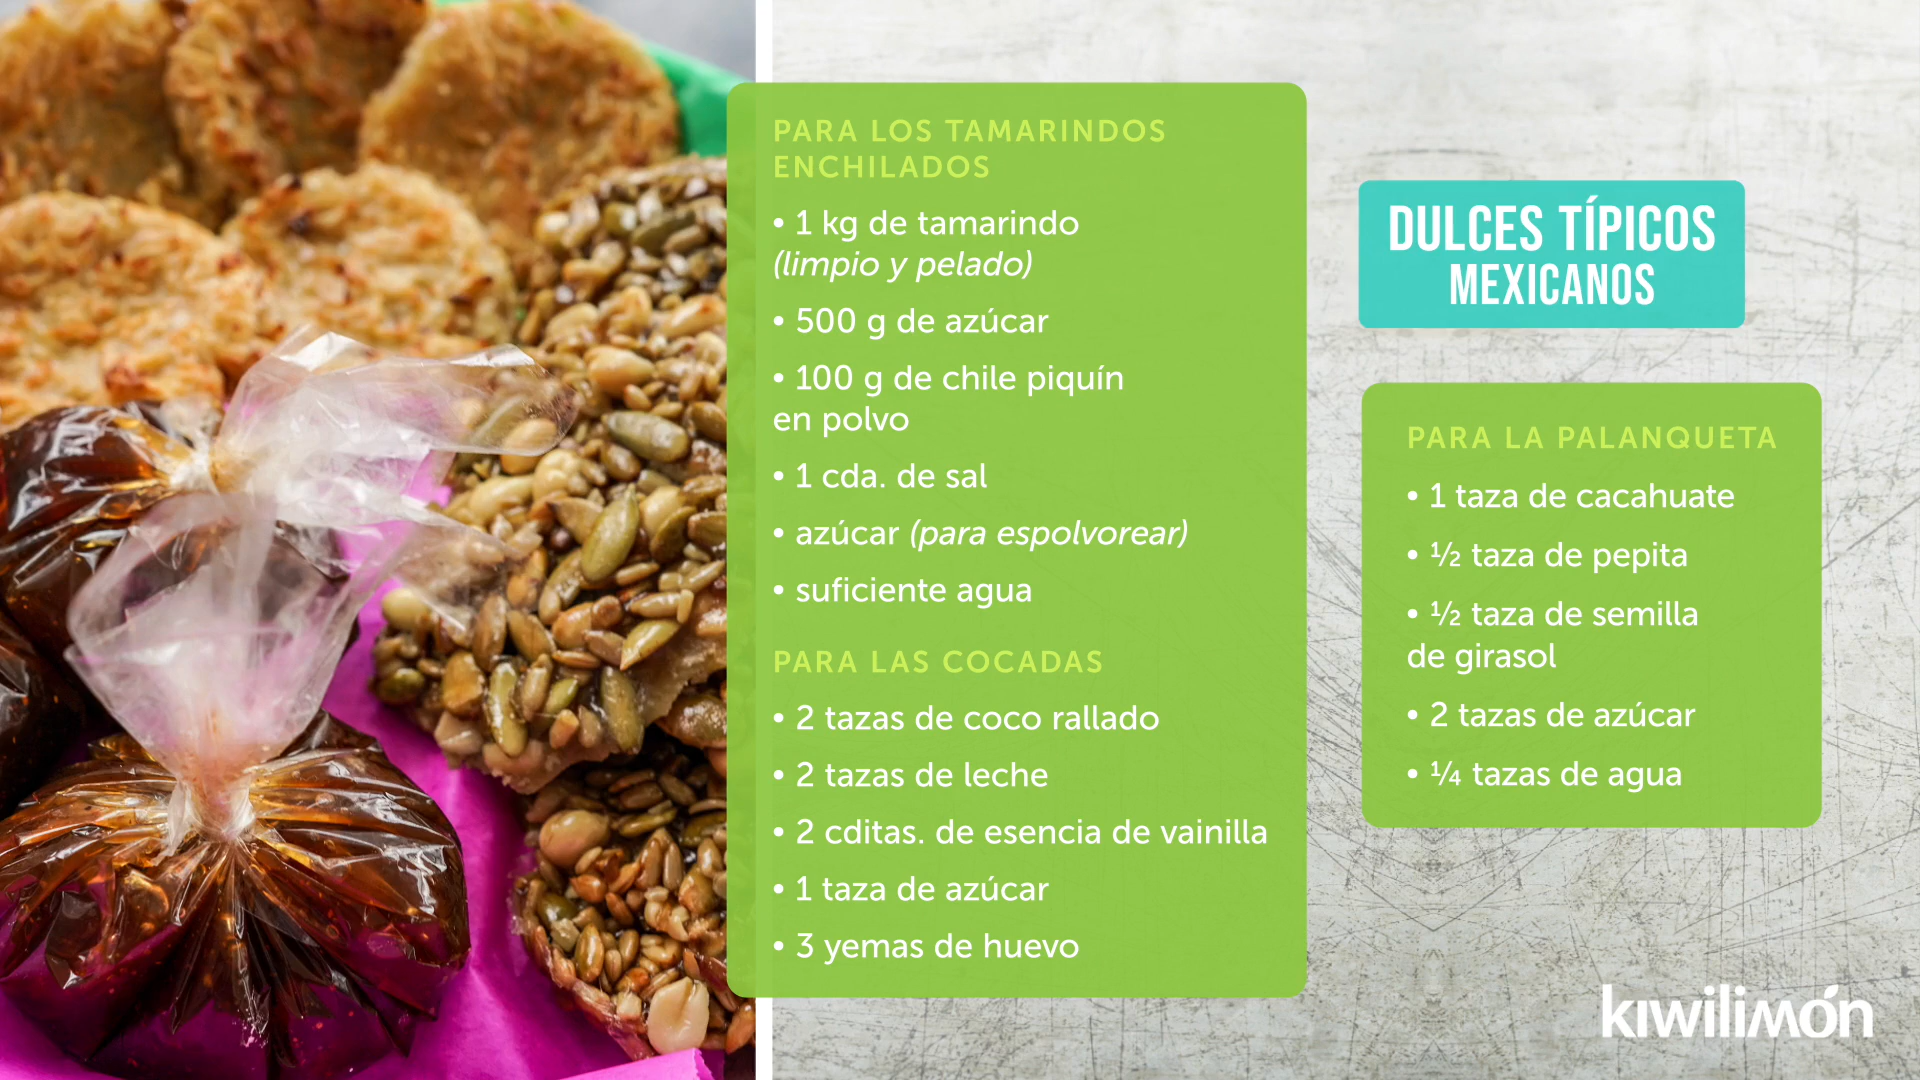 PARA LOS TAMARINDOS
ENCHILADOS
• 1 kg de tamarindo
(limpio y pelado)
• 500 g de azúcar
• 100 g de chile piquín
en polvo
• 1 cda. de sal
• azúcar (para espolvorear)
• suficiente agua
PARA LAS COCADAS
• 2 tazas de coco rallado
• 2 tazas de leche
• 2 cditas. de esencia de vainilla
• 1 taza de azúcar
• 3 yemas de huevo
DULCES TÍPICOS
MEXICANOS
PARA LA PALANQUETA
• 1 taza de cacahuate
• ½ taza de pepita
• ½ taza de semilla
de girasol
• 2 tazas de azúcar
• ¼ tazas de agua
kiwilimón